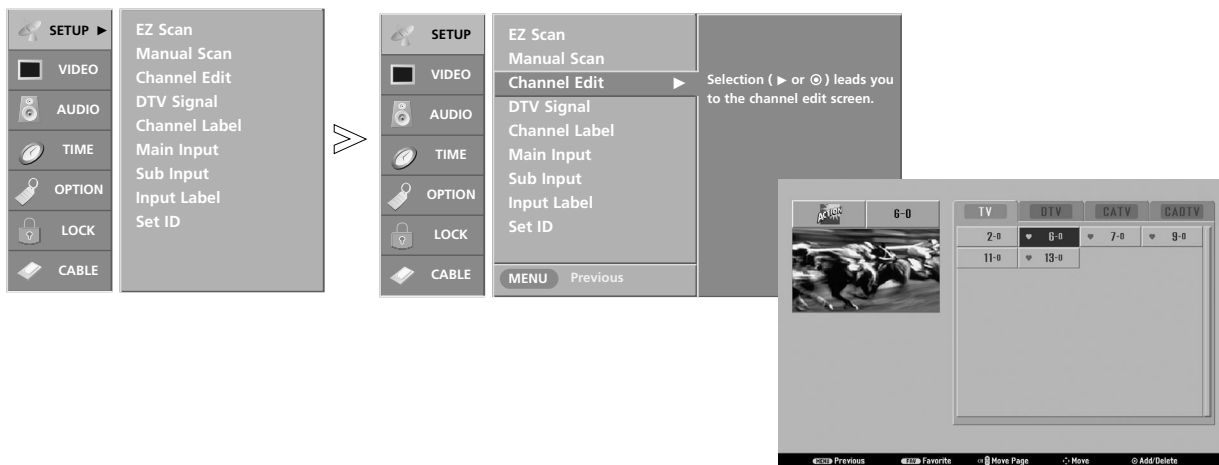 SETUP ►
VIDEO
AUDIO
TIME
OPTION
LOCK
CABLE
EZ Scan
Manual Scan
Channel Edit
DTV Signal
Channel Label
Main Input
Sub Input
Input Label
Set ID
SETUP
VIDEO
AUDIO
TIME
OPTION
LOCK
CABLE
EZ Scan
Manual Scan
Channel Edit ►
DTV Signal
Channel Label
Main Input
Sub Input
Input Label
Set ID
MENU Previous
Selection ( ► or ⊙ ) leads you
to the channel edit screen.
ACTION 6-0
TV DTV CATV CADTV
2-0 ♥ 6-0 ♥ 7-0 ♥ 9-0
11-0 ♥ 13-0
MENU Previous FAV Favorite CH Move Page Move ⊙ Add/Delete